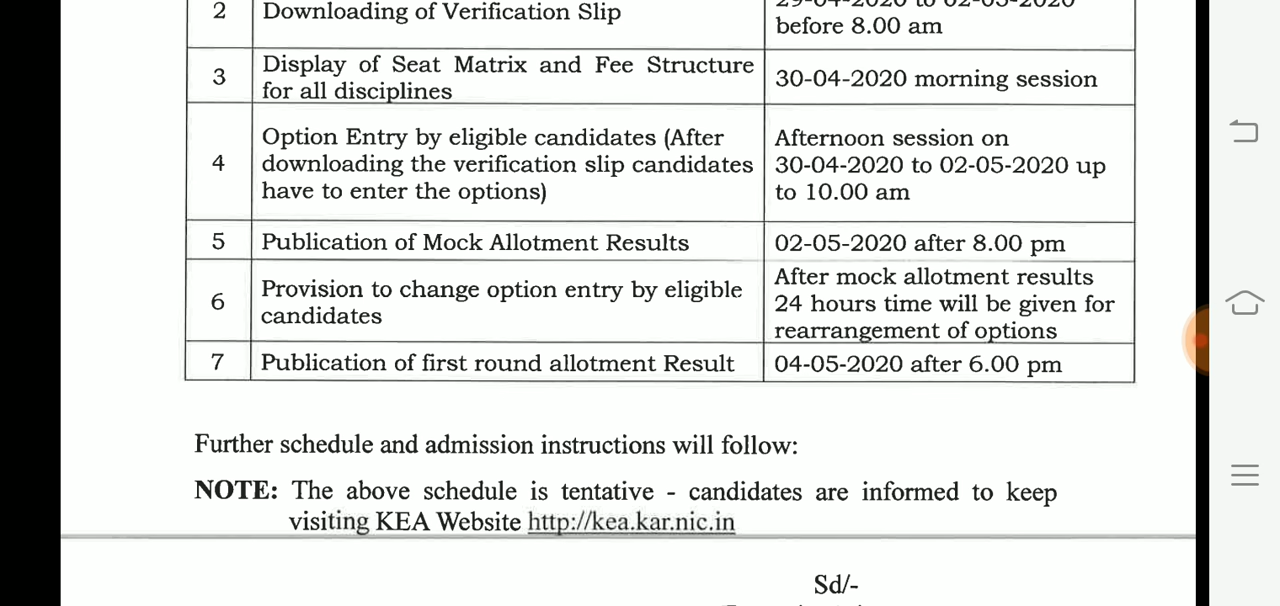 2 Downloading of Verification Slip
29-04-2020 to 02-05-2020
before 8.00 am
3 Display of Seat Matrix and Fee Structure
for all disciplines
30-04-2020 morning session
4 Option Entry by eligible candidates (After
downloading the verification slip candidates
have to enter the options)
Afternoon session on
30-04-2020 to 02-05-2020 up
to 10.00 am
5 Publication of Mock Allotment Results
02-05-2020 after 8.00 pm
6 Provision to change option entry by eligible
candidates
After mock allotment results
24 hours time will be given for
rearrangement of options
7 Publication of first round allotment Result
04-05-2020 after 6.00 pm
Further schedule and admission instructions will follow:
NOTE: The above schedule is tentative - candidates are informed to keep
visiting KEA Website http://kea.kar.nic.in
Sd/-